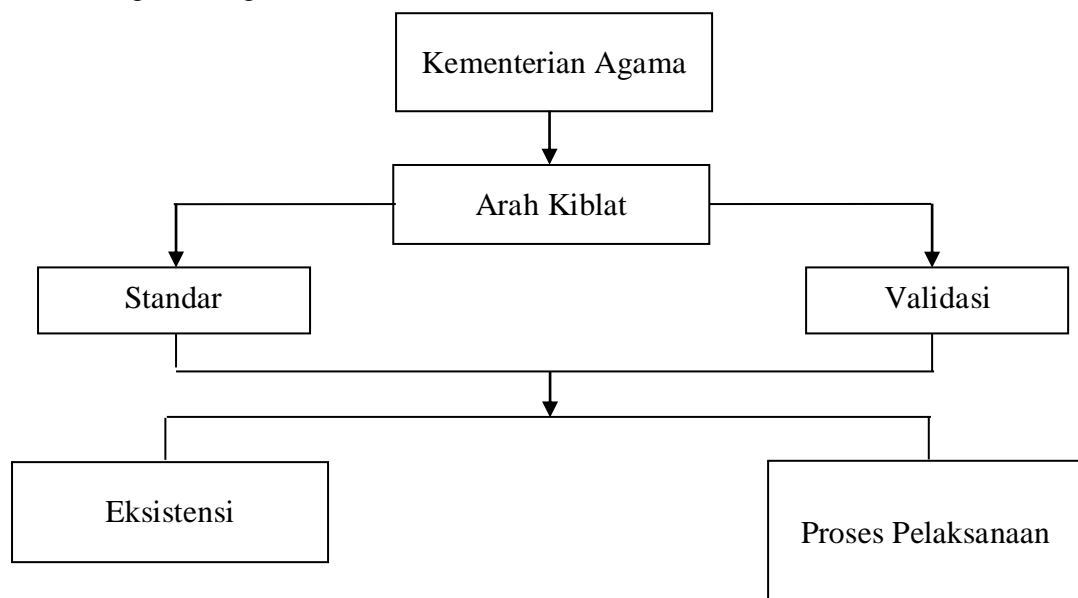 Kementerian Agama
Arah Kiblat
Standar
Validasi
Eksistensi
Proses Pelaksanaan